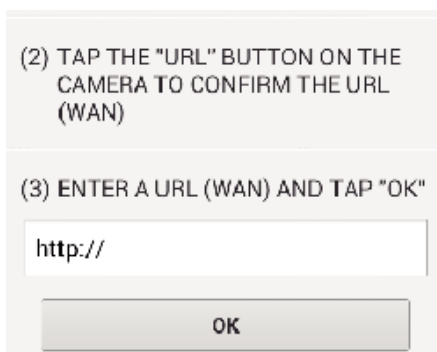 (2) TAP THE "URL" BUTTON ON THE
CAMERA TO CONFIRM THE URL
(WAN)
(3) ENTER A URL (WAN) AND TAP "OK"
http://
OK